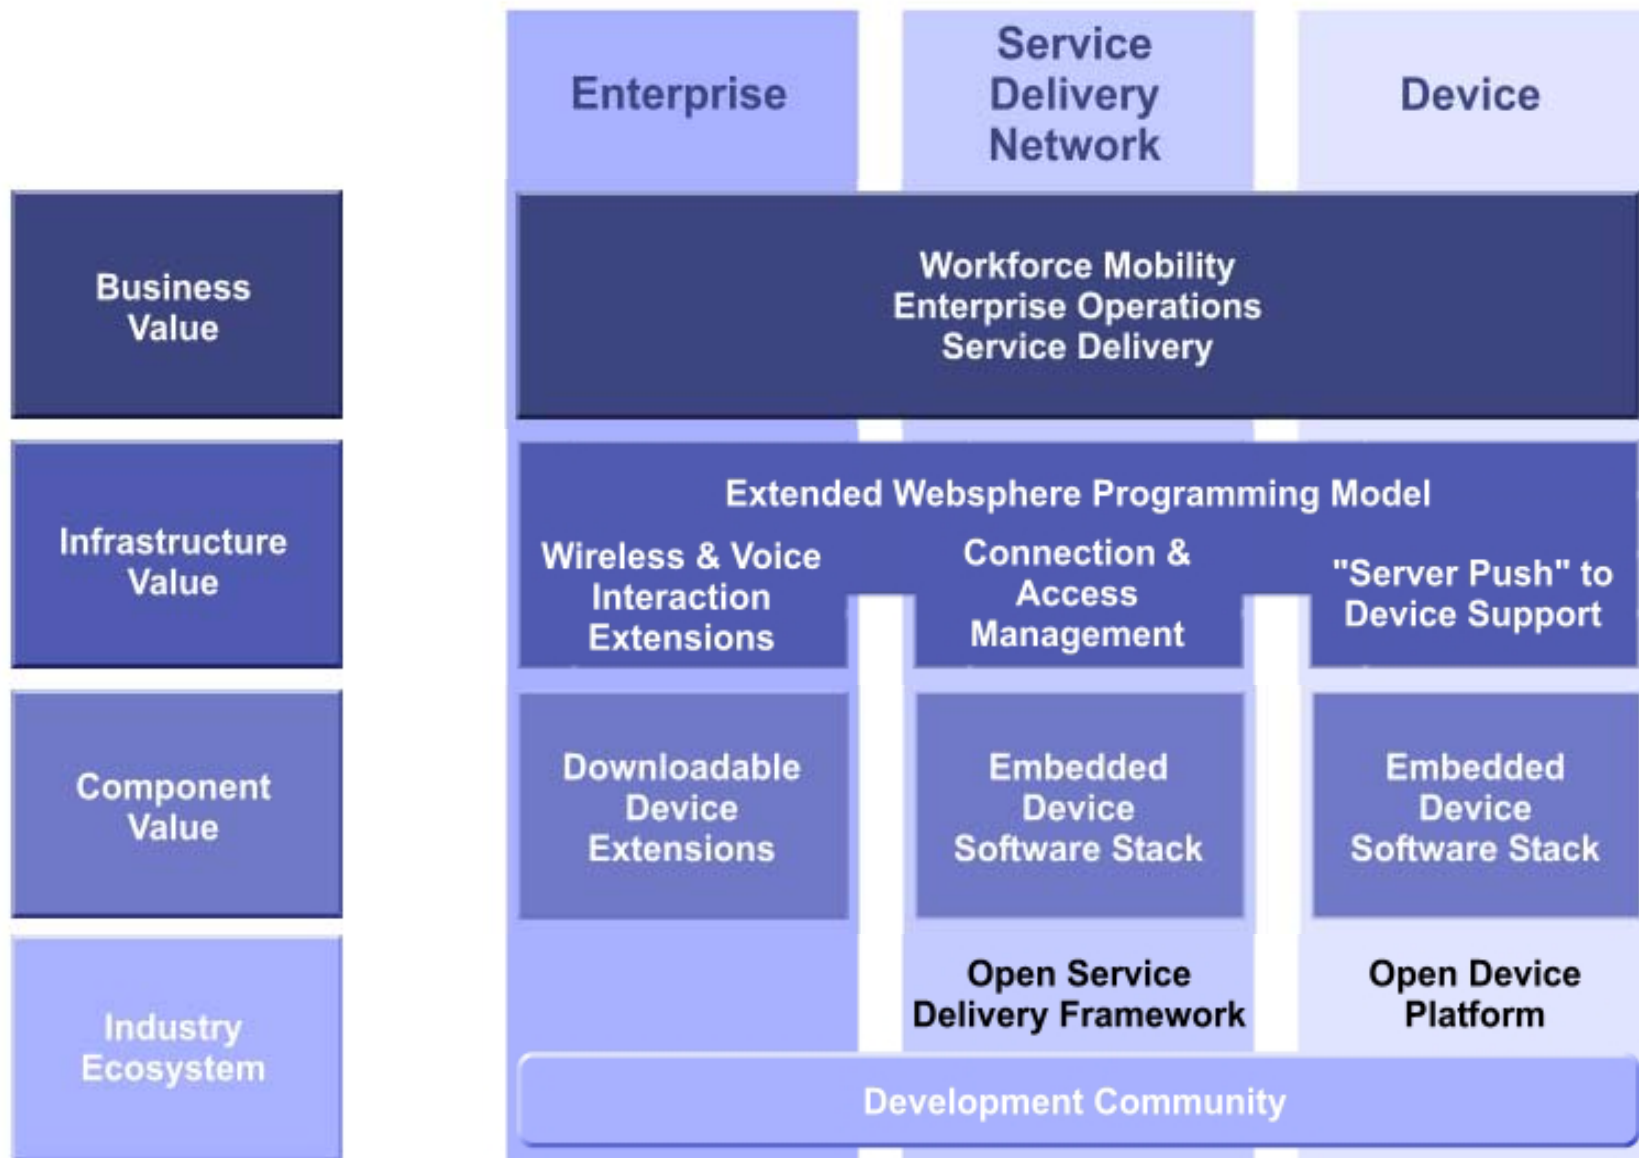 Enterprise
Service
Delivery
Network
Device
Business
Value
Workforce Mobility
Enterprise Operations
Service Delivery
Infrastructure
Value
Extended Websphere Programming Model
Wireless & Voice
Interaction
Extensions
Connection &
Access
Management
"Server Push" to
Device Support
Component
Value
Downloadable
Device
Extensions
Embedded
Device
Software Stack
Embedded
Device
Software Stack
Industry
Ecosystem
Open Service
Delivery Framework
Open Device
Platform
Development Community